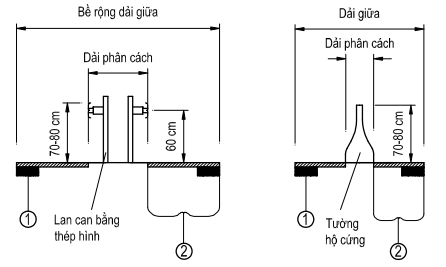 Bề rộng dải giữa
Dải phân cách
70-80 cm
60 cm
1
Lan can bằng
thép hình
2
Dải giữa
Dải phân cách
70-80 cm
1
Tường
hộ cứng
2